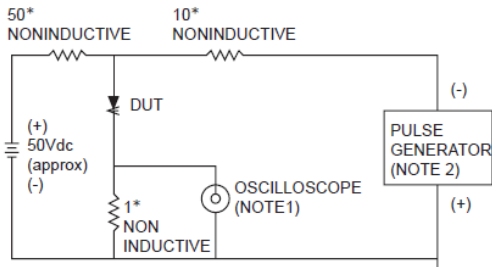 50*
NONINDUCTIVE
10*
NONINDUCTIVE
DUT
(+)
50Vdc
(approx)
(-)
1*
NON
INDUCTIVE
OSCILLOSCOPE
(NOTE1)
(-)
PULSE
GENERATOR
(NOTE 2)
(+)